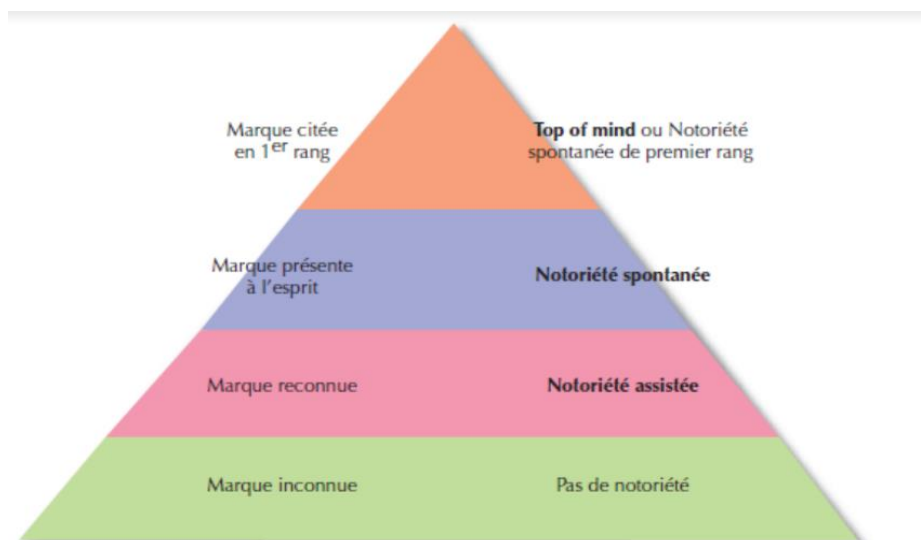 Marque citée
en 1er rang
Top of mind ou Notoriété
spontanée de premier rang
Marque présente
à l'esprit
Notoriété spontanée
Marque reconnue
Notoriété assistée
Marque inconnue
Pas de notoriété